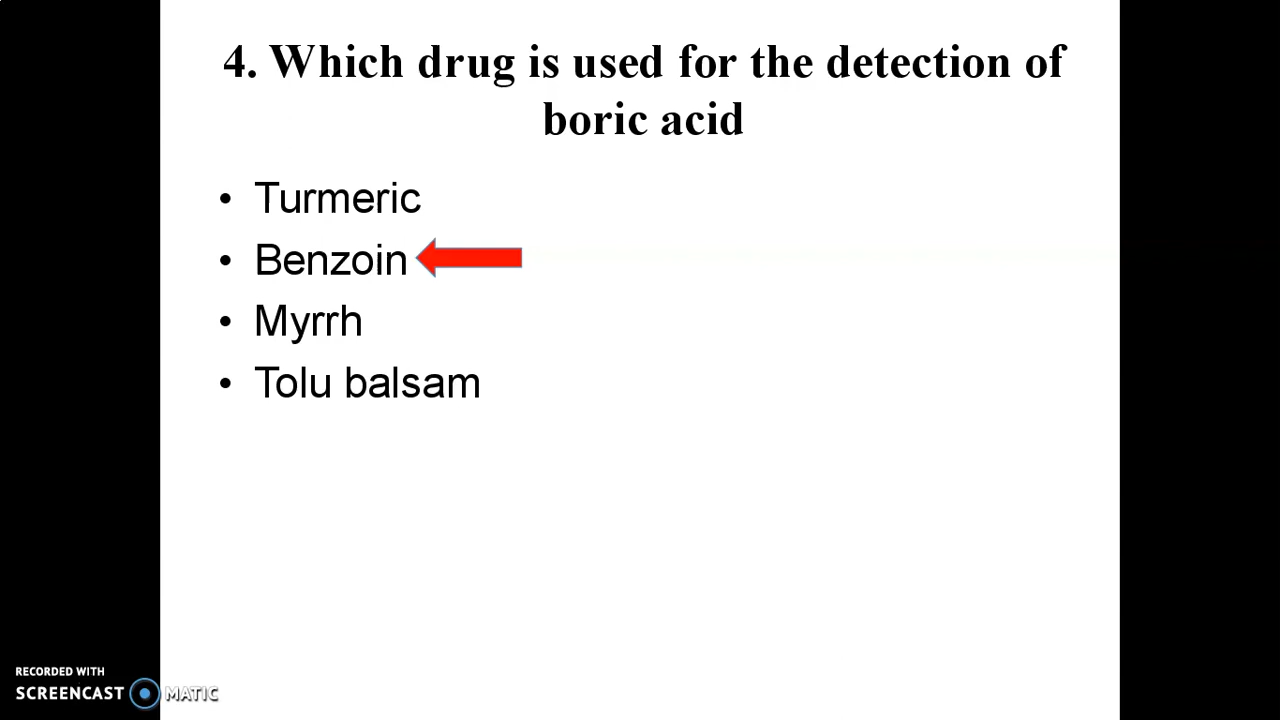 4. Which drug is used for the detection of
boric acid
• Turmeric
• Benzoin
• Myrrh
• Tolu balsam
RECORDED WITH
SCREENCAST MATIC